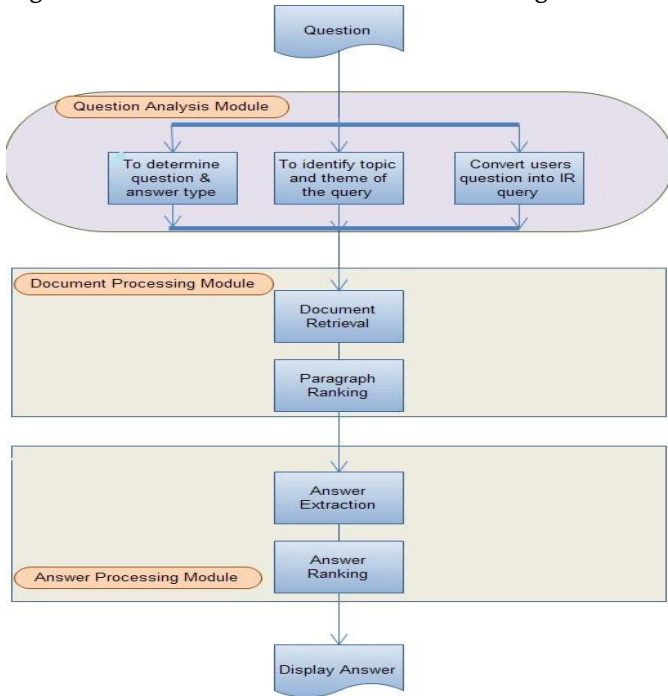 Question
Question Analysis Module
To determine
question &
answer type
To identify topic
and theme of
the query
Convert users
question into IR
query
Document Processing Module
Document
Retrieval
Paragraph
Ranking
Answer
Extraction
Answer
Ranking
Answer Processing Module
Display Answer